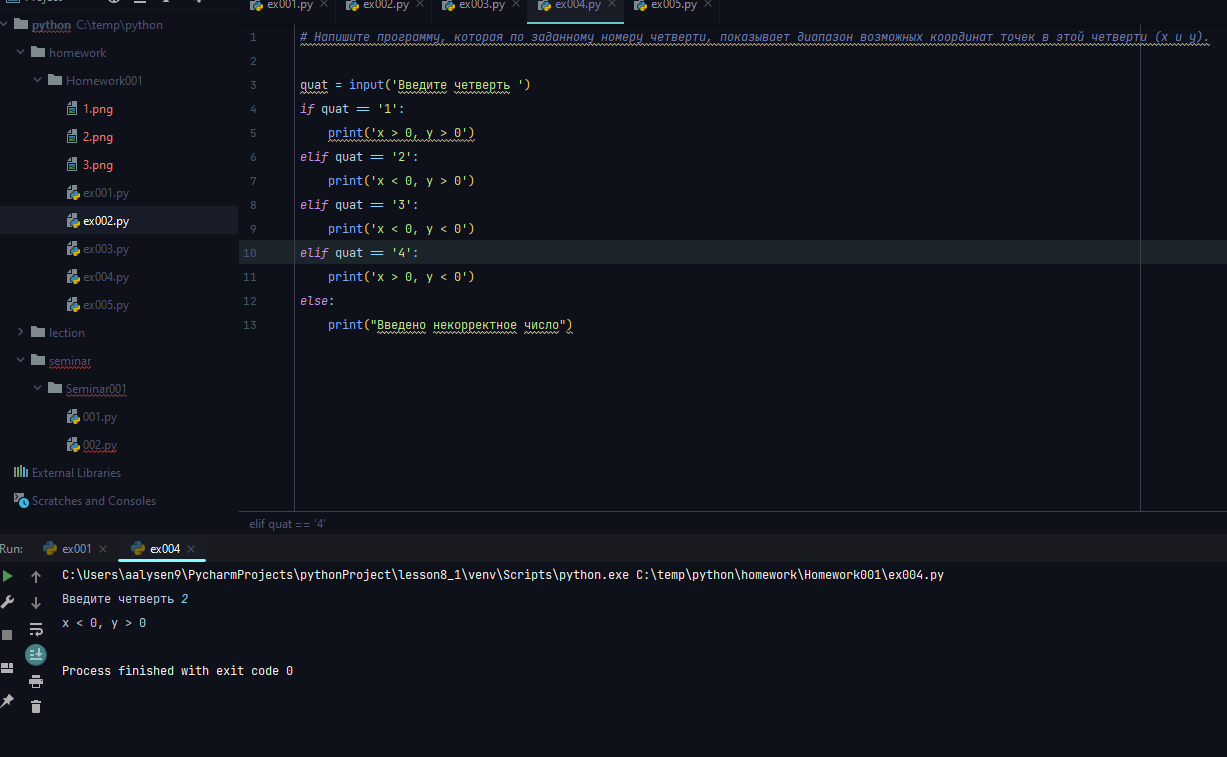 Project
ex001.py ex002.py ex003.py ex004.py ex005.py
python C:\temp\python
homework
Homework001
1.png
2.png
3.png
ex001.py
ex002.py
ex003.py
ex004.py
ex005.py
lection
seminar
Seminar001
001.py
002.py
External Libraries
Scratches and Consoles
1 # Напишите программу, которая по заданному номеру четверти, показывает диапазон возможных координат точек в этой четверти (x и y).
2
3 quat = input('Введите четверть ')
4 if quat == '1':
5 print('x > 0, y > 0')
6 elif quat == '2':
7 print('x < 0, y > 0')
8 elif quat == '3':
9 print('x < 0, y < 0')
10 elif quat == '4':
11 print('x > 0, y < 0')
12 else:
13 print("Введено некорректное число")
elif quat == '4'
Run: ex001 ex004
C:\Users\aalysen9\PycharmProjects\pythonProject\lesson8_1\venv\Scripts\python.exe C:\temp\python\homework\Homework001\ex004.py
Введите четверть 2
x < 0, y > 0
Process finished with exit code 0